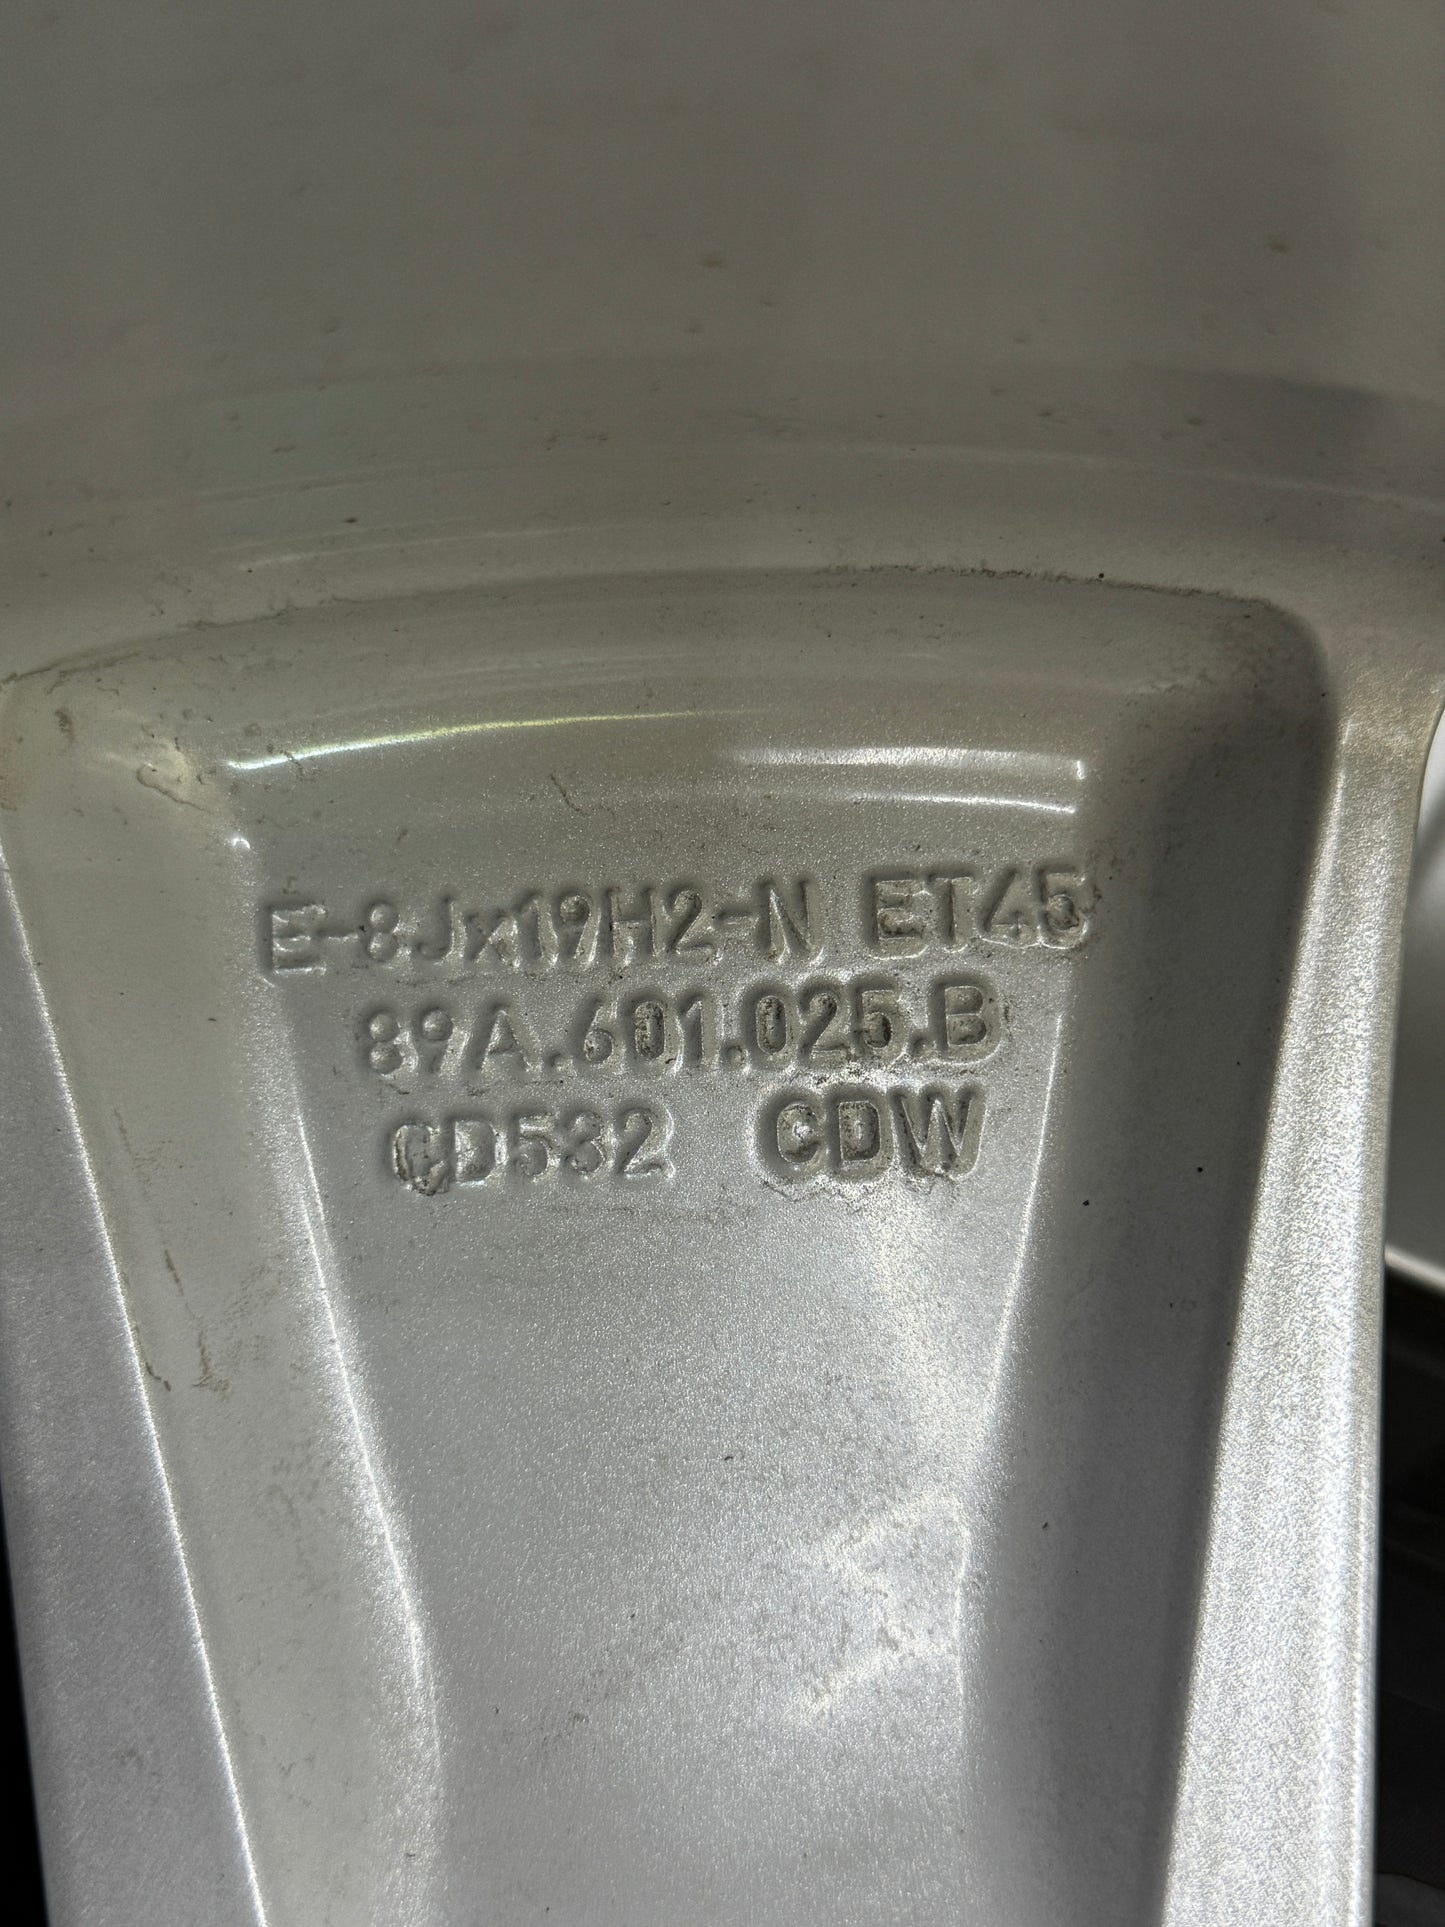 E-8Jx19H2-N ET45
89A.601.025.B
CD532 CDW